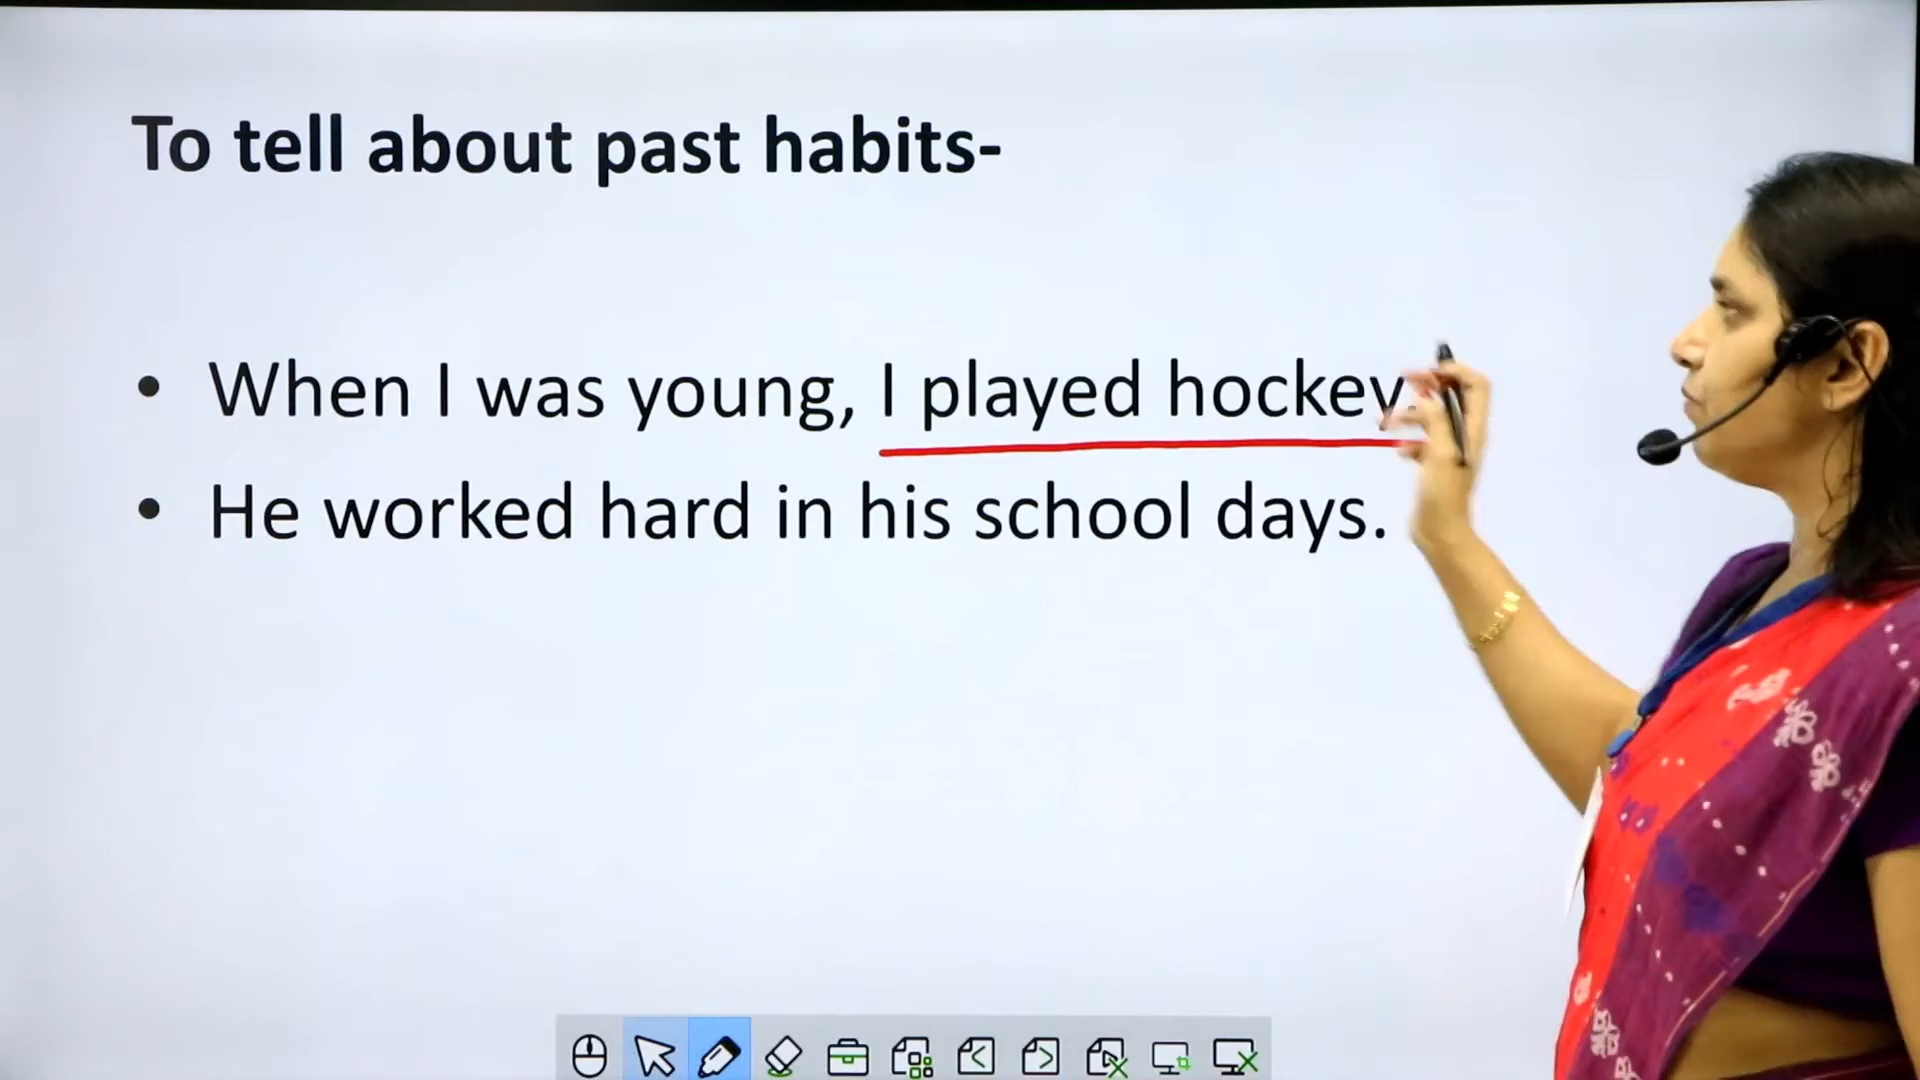 To tell about past habits-
• When I was young, I played hockey.
• He worked hard in his school days.